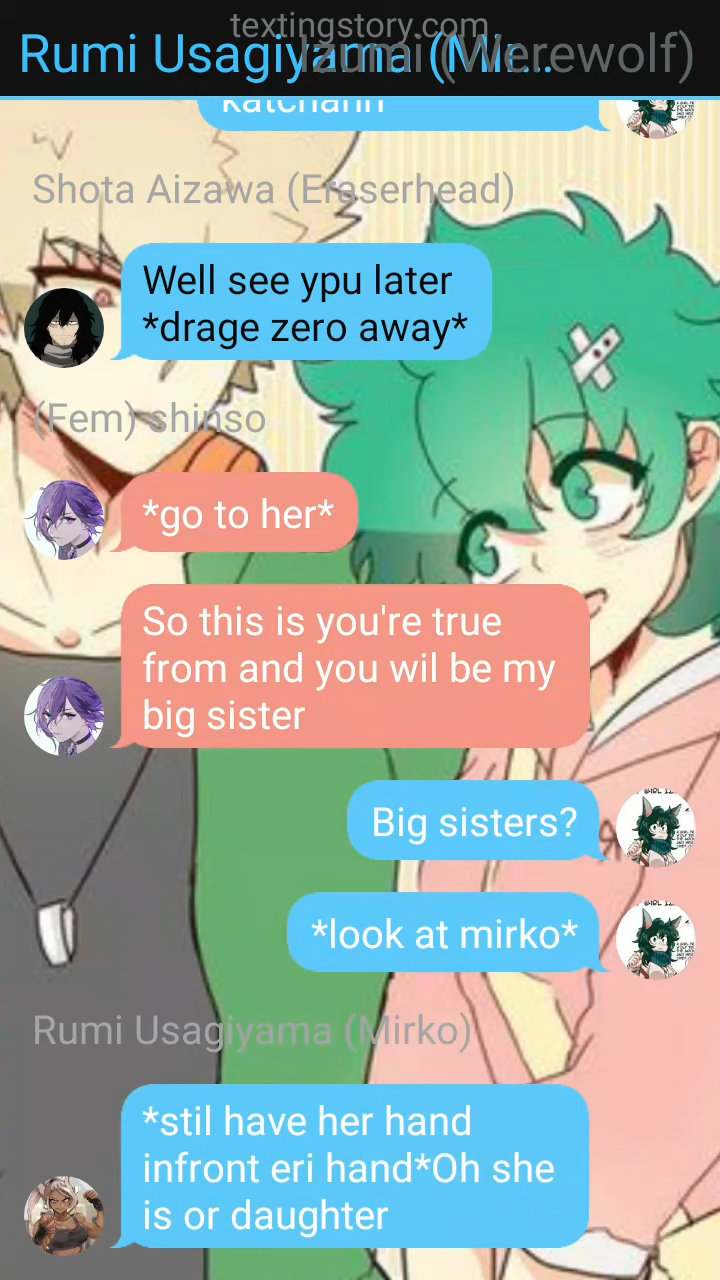 textingstory.com
Rumi Usagiyama (Mi...
Izumi (Werewolf)
katchann
Shota Aizawa (Eraserhead)
Well see ypu later
*drage zero away*
(Fem) shinso
*go to her*
So this is you're true
from and you wil be my
big sister
Big sisters?
*look at mirko*
Rumi Usagiyama (Mirko)
*stil have her hand
infront eri hand*Oh she
is or daughter